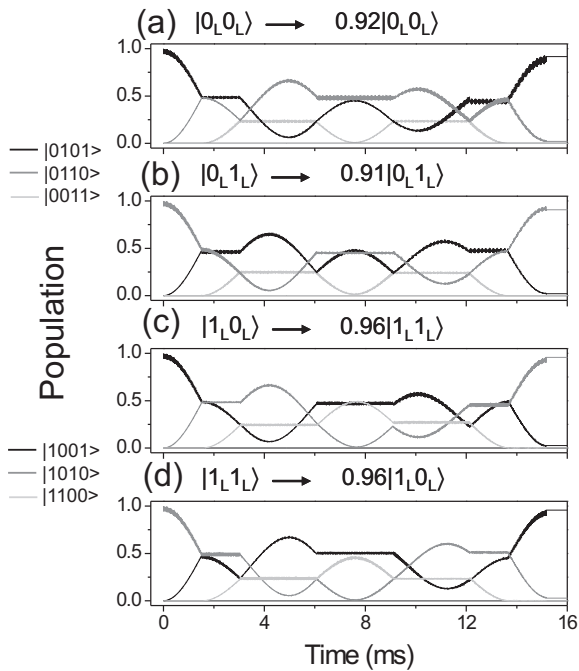 (a) |0L0L⟩ → 0.92|0L0L⟩
1.0
0.5
0.0
|0101>
|0110>
|0011>
(b) |0L1L⟩ → 0.91|0L1L⟩
1.0
0.5
0.0
Population
(c) |1L0L⟩ → 0.96|1L1L⟩
1.0
0.5
0.0
|1001>
|1010>
|1100>
(d) |1L1L⟩ → 0.96|1L0L⟩
1.0
0.5
0.0
0 4 8 12 16
Time (ms)